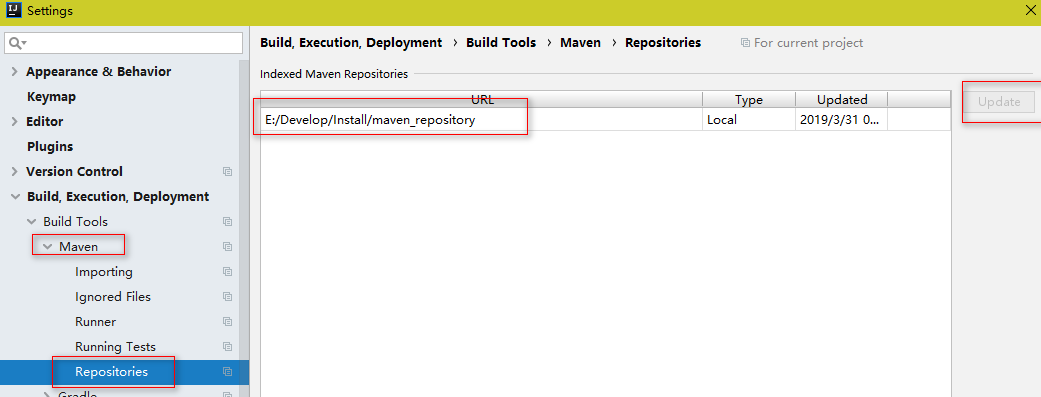 Settings
Build, Execution, Deployment › Build Tools › Maven › Repositories For current project
Appearance & Behavior
Keymap
Editor
Plugins
Version Control
Build, Execution, Deployment
Build Tools
Maven
Importing
Ignored Files
Runner
Running Tests
Repositories
Gradle
Indexed Maven Repositories
URL Type Updated
E:/Develop/Install/maven_repository Local 2019/3/31 0...
Update